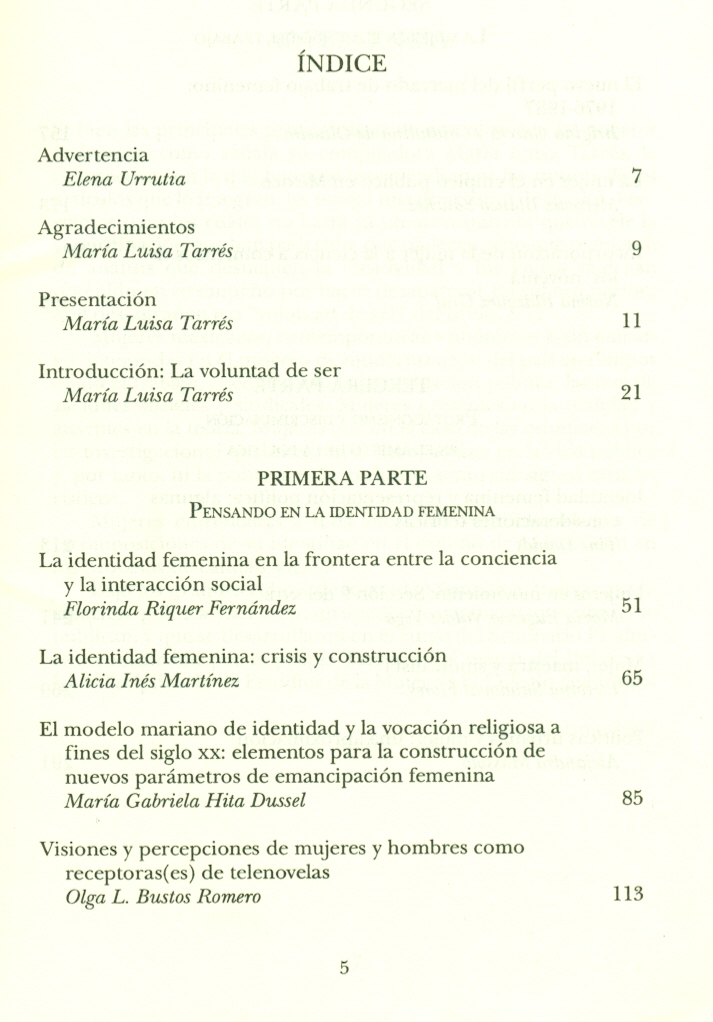 ÍNDICE
Advertencia
Elena Urrutia 7
Agradecimientos
María Luisa Tarrés 9
Presentación
María Luisa Tarrés 11
Introducción: La voluntad de ser
María Luisa Tarrés 21
PRIMERA PARTE
PENSANDO EN LA IDENTIDAD FEMENINA
La identidad femenina en la frontera entre la conciencia
y la interacción social
Florinda Riquer Fernández 51
La identidad femenina: crisis y construcción
Alicia Inés Martínez 65
El modelo mariano de identidad y la vocación religiosa a
fines del siglo XX: elementos para la construcción de
nuevos parámetros de emancipación femenina
María Gabriela Hita Dussel 85
Visiones y percepciones de mujeres y hombres como
receptoras(es) de telenovelas
Olga L. Bustos Romero 113
5